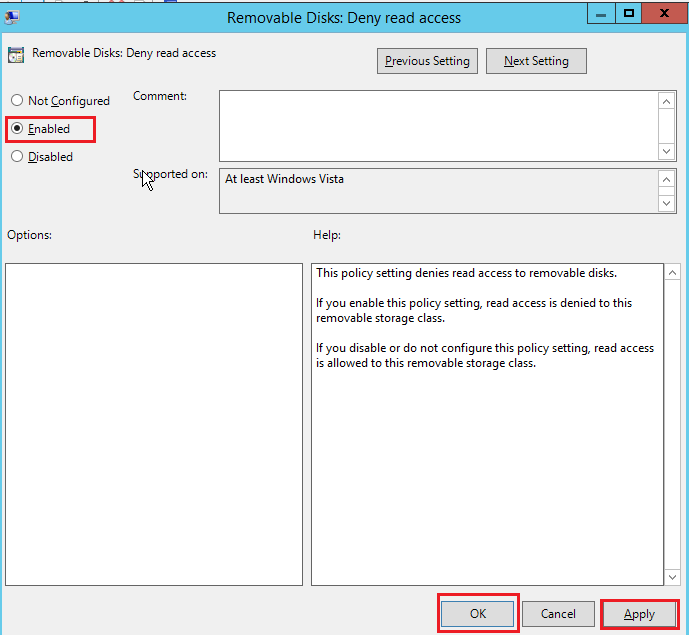 Removable Disks: Deny read access
Removable Disks: Deny read access
Previous Setting
Next Setting
Not Configured
Comment:
Enabled
Disabled
Supported on:
At least Windows Vista
Options:
Help:
This policy setting denies read access to removable disks.
If you enable this policy setting, read access is denied to this
removable storage class.
If you disable or do not configure this policy setting, read access
is allowed to this removable storage class.
OK
Cancel
Apply